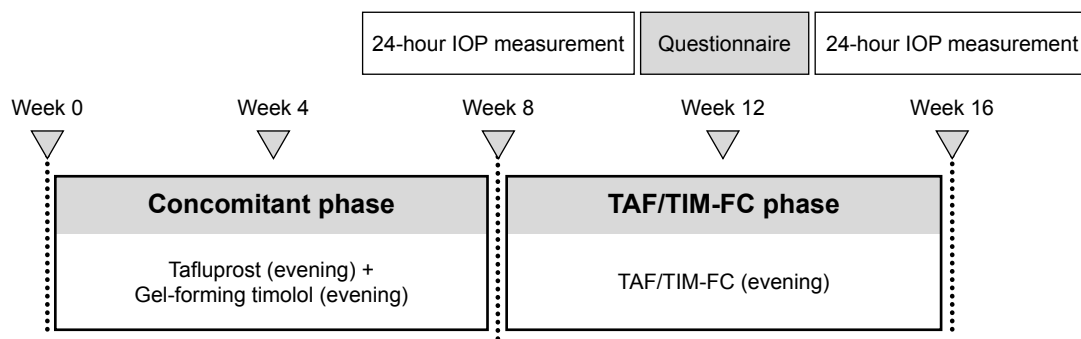 24-hour IOP measurement
Questionnaire
24-hour IOP measurement
Week 0
Week 4
Week 8
Week 12
Week 16
Concomitant phase
TAF/TIM-FC phase
Tafluprost (evening) +
Gel-forming timolol (evening)
TAF/TIM-FC (evening)